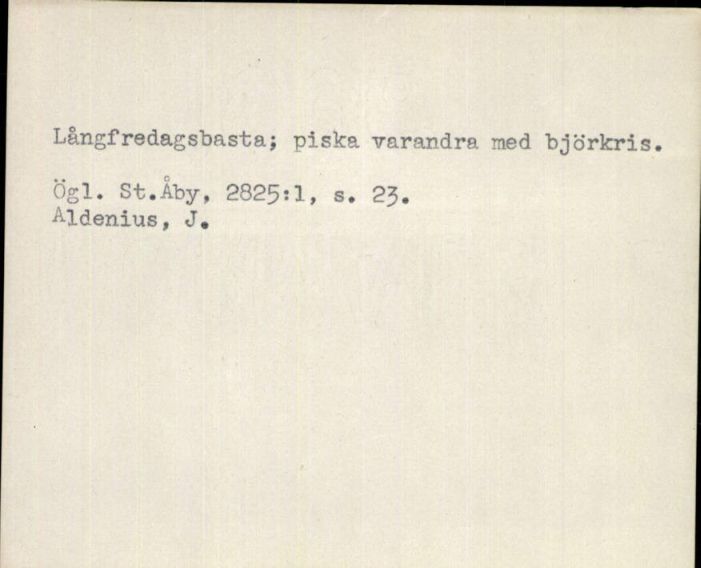 Långfredagsbasta; piska varandra med björkris.
Ögl. St.Åby, 2825:1, s. 23.
Aldenius, J.